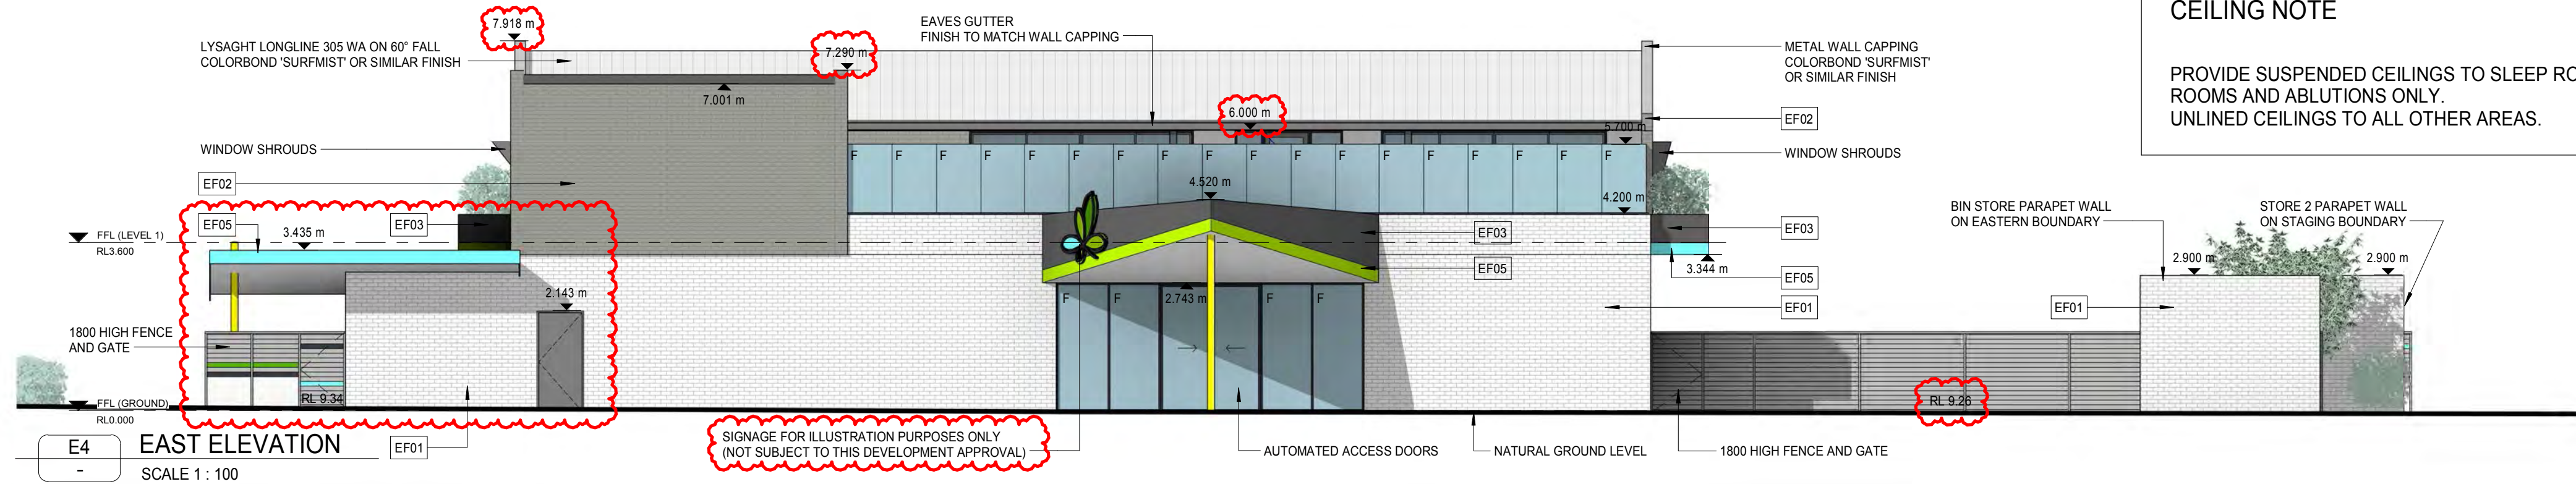 7.918 m
LYSAGHT LONGLINE 305 WA ON 60° FALL
COLORBOND 'SURFMIST' OR SIMILAR FINISH
7.290 m
7.001 m
EAVES GUTTER
FINISH TO MATCH WALL CAPPING
6.000 m
METAL WALL CAPPING
COLORBOND 'SURFMIST'
OR SIMILAR FINISH
EF02
5.700 m
WINDOW SHROUDS
WINDOW SHROUDS
F F F F F F F F F F F F F F F F F F
EF02
4.520 m
4.200 m
EF05
EF03
3.435 m
FFL (LEVEL 1)
RL3.600
EF03
EF05
EF03
EF05
3.344 m
EF01
BIN STORE PARAPET WALL
ON EASTERN BOUNDARY
STORE 2 PARAPET WALL
ON STAGING BOUNDARY
2.900 m
2.900 m
EF01
2.143 m
2.743 m
F F F F
1800 HIGH FENCE
AND GATE
RL 9.34
RL 9.26
FFL (GROUND)
RL0.000
EF01
SIGNAGE FOR ILLUSTRATION PURPOSES ONLY
(NOT SUBJECT TO THIS DEVELOPMENT APPROVAL)
AUTOMATED ACCESS DOORS
NATURAL GROUND LEVEL
1800 HIGH FENCE AND GATE
E4
-
EAST ELEVATION
SCALE 1 : 100
CEILING NOTE
PROVIDE SUSPENDED CEILINGS TO SLEEP
ROOMS AND ABLUTIONS ONLY.
UNLINED CEILINGS TO ALL OTHER AREAS.